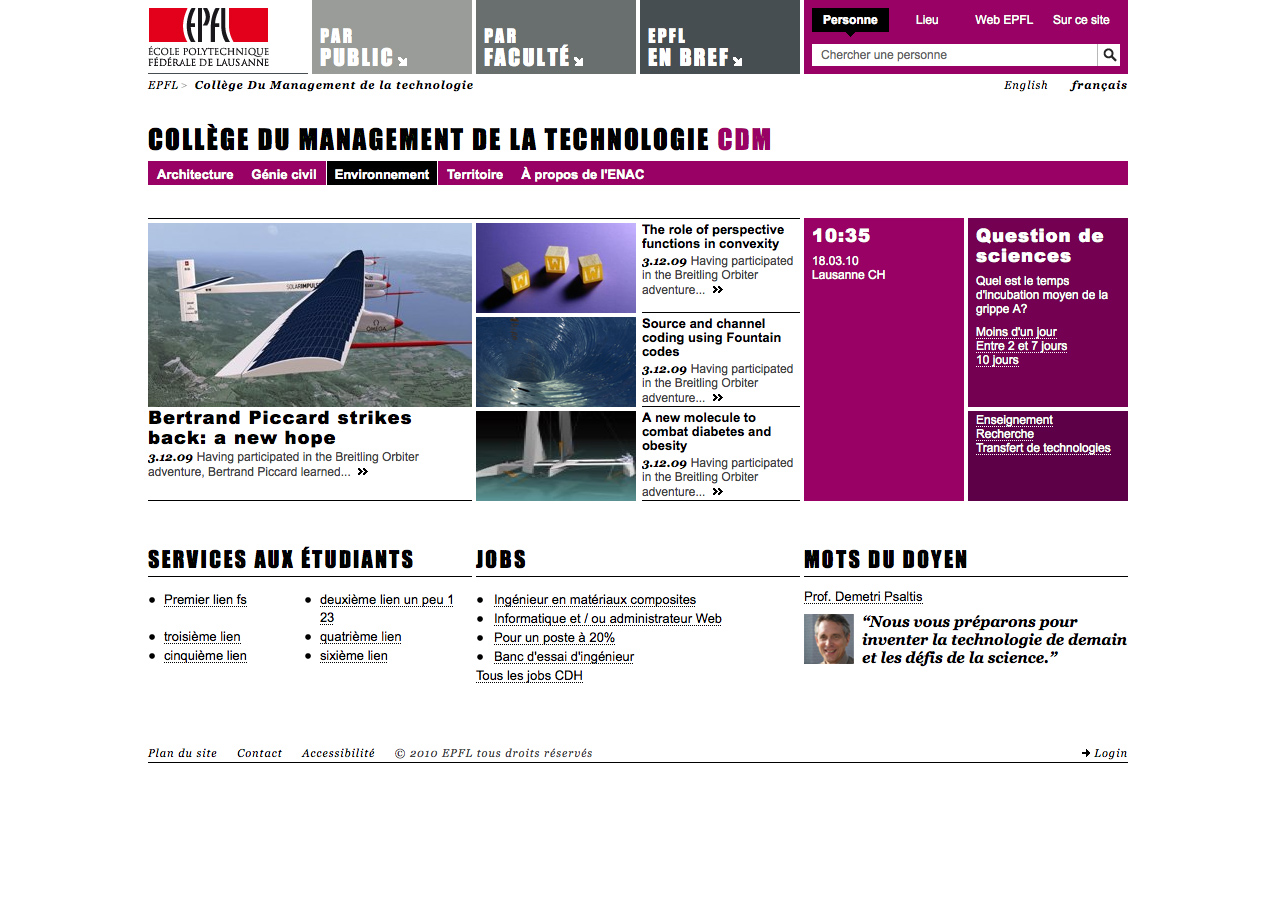 EPFL
ÉCOLE POLYTECHNIQUE
FÉDÉRALE DE LAUSANNE
PAR
PUBLIC
PAR
FACULTÉ
EPFL
EN BREF
Personne Lieu Web EPFL Sur ce site
Chercher une personne
EPFL > Collège Du Management de la technologie
English français
COLLÈGE DU MANAGEMENT DE LA TECHNOLOGIE CDM
Architecture Génie civil Environnement Territoire À propos de l'ENAC
SOLARIMPULSE
OMEGA
Bertrand Piccard strikes
back: a new hope
3.12.09 Having participated in the Breitling Orbiter
adventure, Bertrand Piccard learned... »
The role of perspective
functions in convexity
3.12.09 Having participated
in the Breitling Orbiter
adventure... »
Source and channel
coding using Fountain
codes
3.12.09 Having participated
in the Breitling Orbiter
adventure... »
A new molecule to
combat diabetes and
obesity
3.12.09 Having participated
in the Breitling Orbiter
adventure... »
10:35
18.03.10
Lausanne CH
Question de
sciences
Quel est le temps
d'incubation moyen de la
grippe A?
Moins d'un jour
Entre 2 et 7 jours
10 jours
Enseignement
Recherche
Transfert de technologies
SERVICES AUX ÉTUDIANTS
Premier lien fs
deuxième lien un peu 1
23
troisième lien
quatrième lien
cinquième lien
sixième lien
JOBS
Ingénieur en matériaux composites
Informatique et / ou administrateur Web
Pour un poste à 20%
Banc d'essai d'ingénieur
Tous les jobs CDH
MOTS DU DOYEN
Prof. Demetri Psaltis
“Nous vous préparons pour
inventer la technologie de demain
et les défis de la science.”
Plan du site Contact Accessibilité © 2010 EPFL tous droits réservés
Login